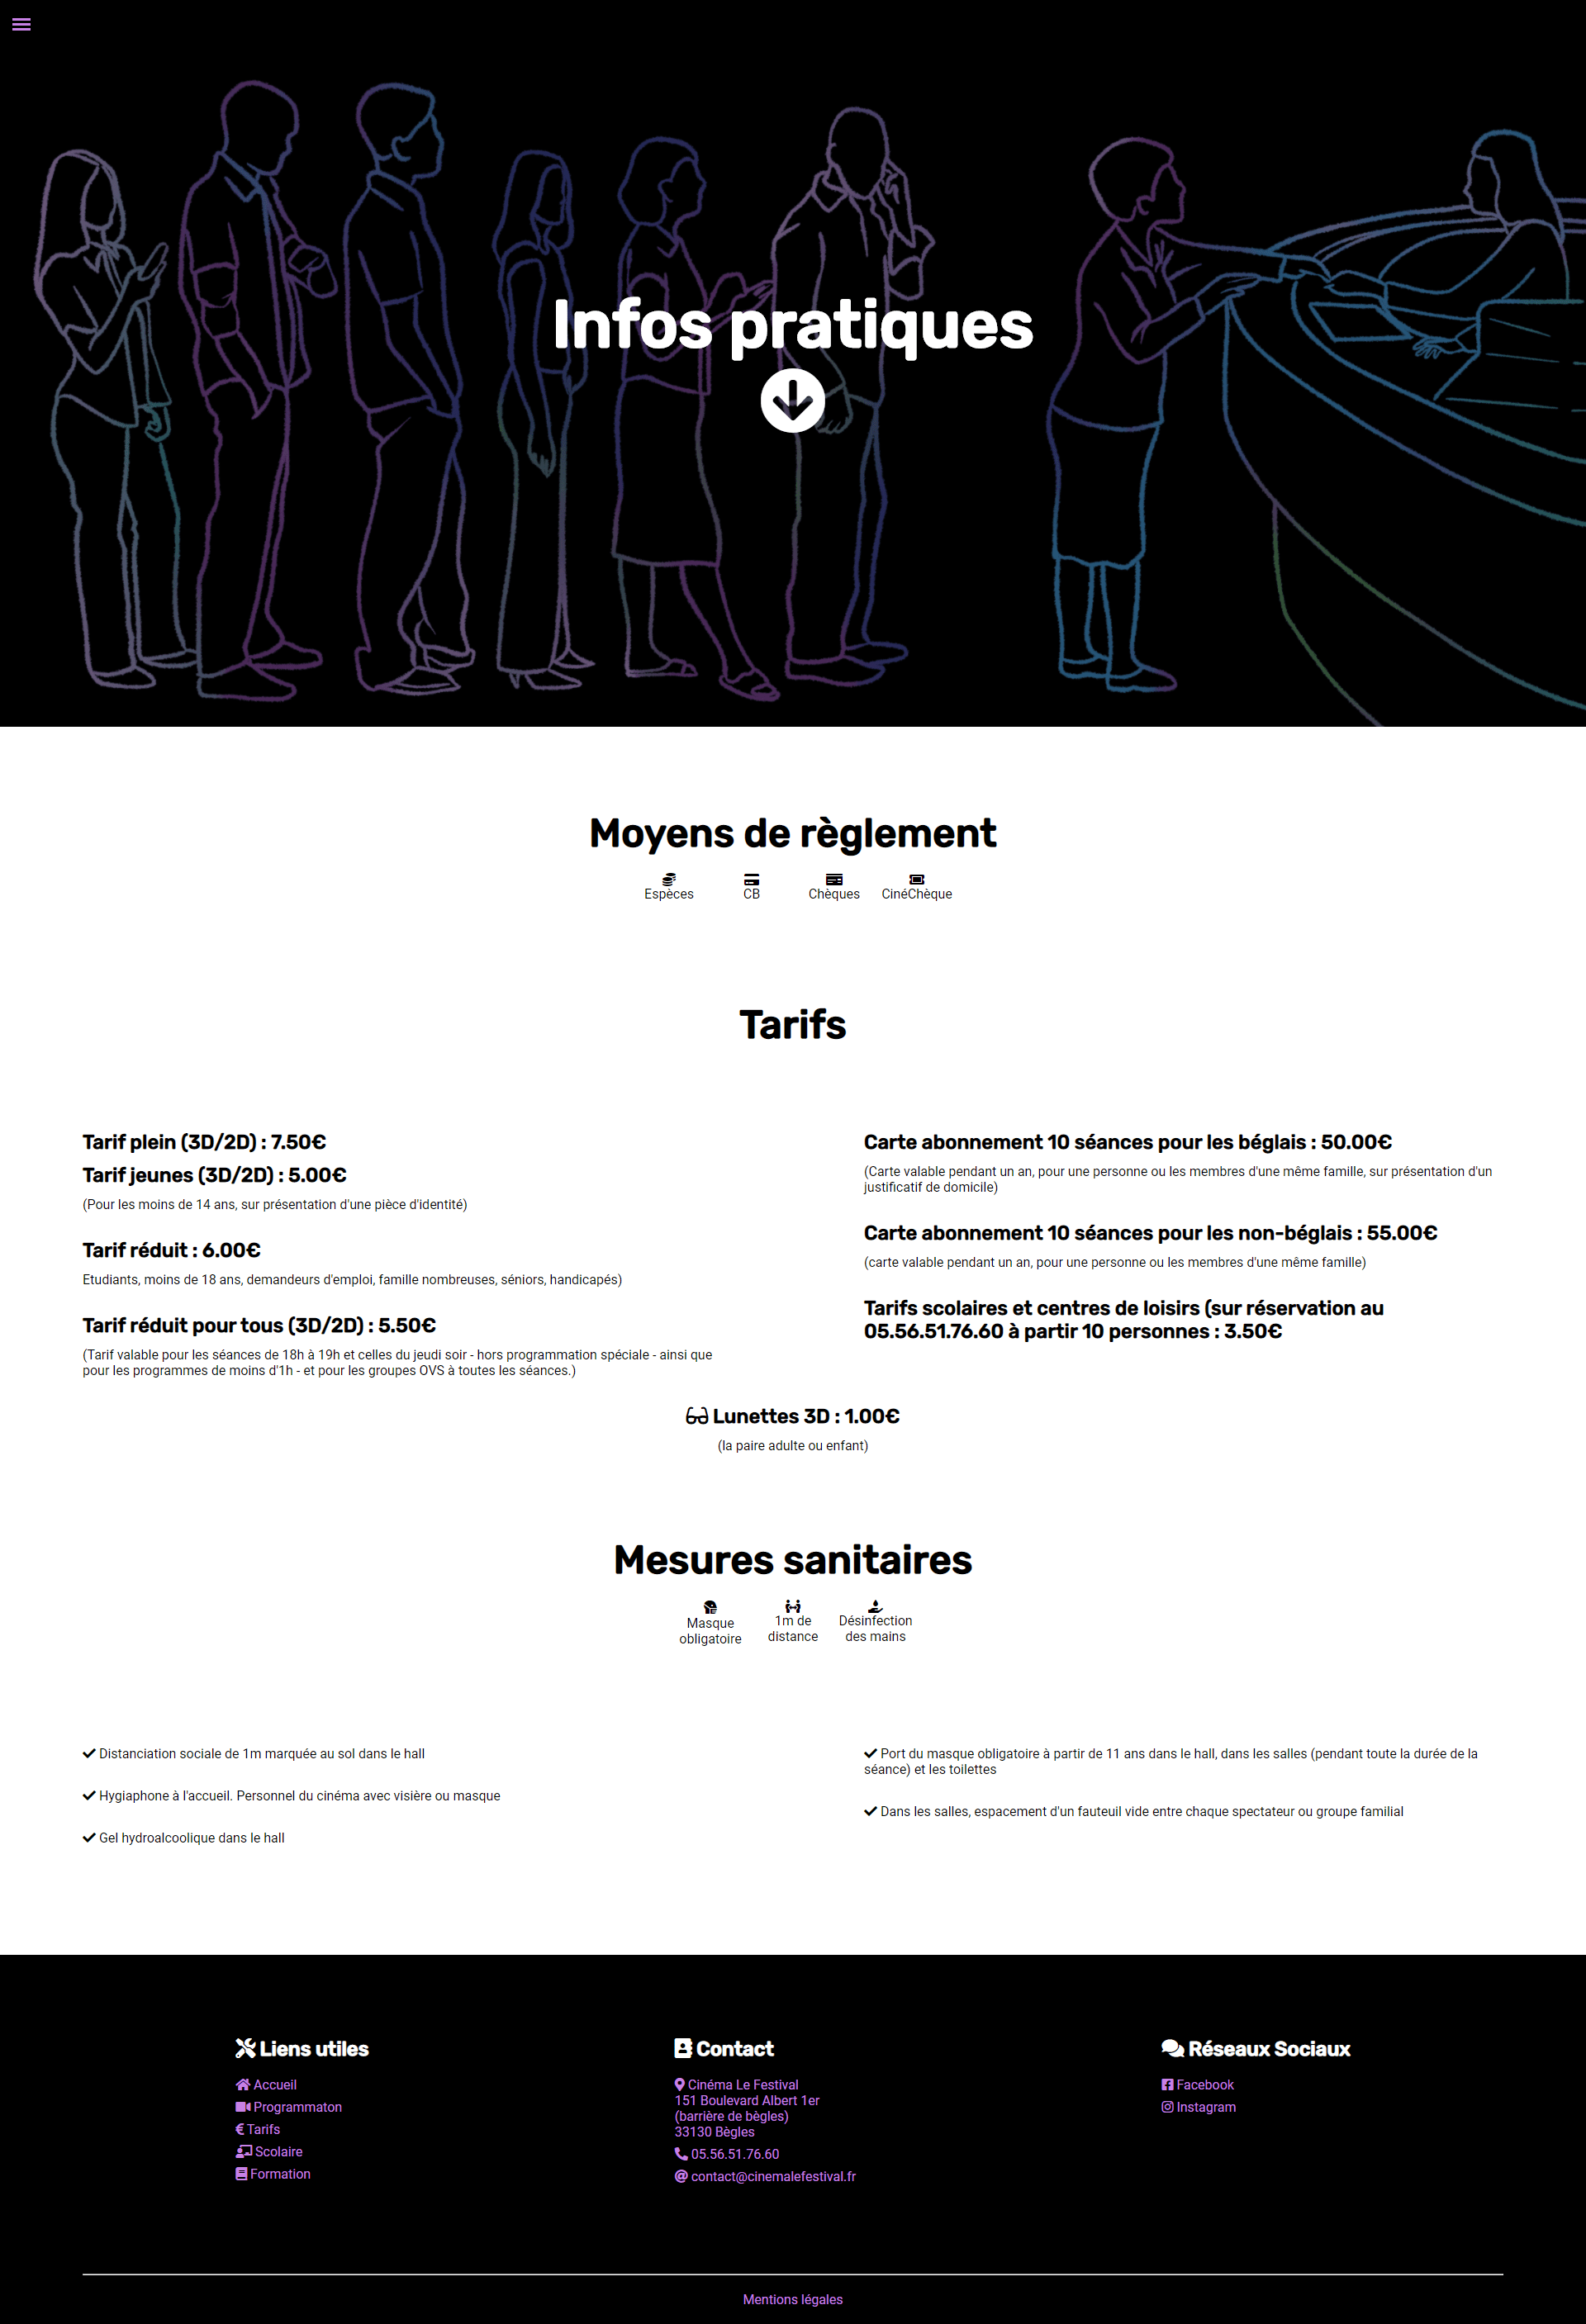 Infos pratiques
Moyens de règlement
Espèces
CB
Chèques
CinéChèque
Tarifs
Tarif plein (3D/2D) : 7.50€
Tarif jeunes (3D/2D) : 5.00€
(Pour les moins de 14 ans, sur présentation d'une pièce d'identité)
Tarif réduit : 6.00€
Etudiants, moins de 18 ans, demandeurs d'emploi, famille nombreuses, séniors, handicapés)
Tarif réduit pour tous (3D/2D) : 5.50€
(Tarif valable pour les séances de 18h à 19h et celles du jeudi soir - hors programmation spéciale - ainsi que
pour les programmes de moins d'1h - et pour les groupes OVS à toutes les séances.)
Carte abonnement 10 séances pour les béglais : 50.00€
(Carte valable pendant un an, pour une personne ou les membres d'une même famille, sur présentation d'un
justificatif de domicile)
Carte abonnement 10 séances pour les non-béglais : 55.00€
(carte valable pendant un an, pour une personne ou les membres d'une même famille)
Tarifs scolaires et centres de loisirs (sur réservation au
05.56.51.76.60 à partir 10 personnes : 3.50€
Lunettes 3D : 1.00€
(la paire adulte ou enfant)
Mesures sanitaires
Masque
obligatoire
1m de
distance
Désinfection
des mains
Distanciation sociale de 1m marquée au sol dans le hall
Hygiaphone à l'accueil. Personnel du cinéma avec visière ou masque
Gel hydroalcoolique dans le hall
Port du masque obligatoire à partir de 11 ans dans le hall, dans les salles (pendant toute la durée de la
séance) et les toilettes
Dans les salles, espacement d'un fauteuil vide entre chaque spectateur ou groupe familial
Liens utiles
Accueil
Programmaton
Tarifs
Scolaire
Formation
Contact
Cinéma Le Festival
151 Boulevard Albert 1er
(barrière de bègles)
33130 Bègles
05.56.51.76.60
contact@cinemalefestival.fr
Réseaux Sociaux
Facebook
Instagram
Mentions légales